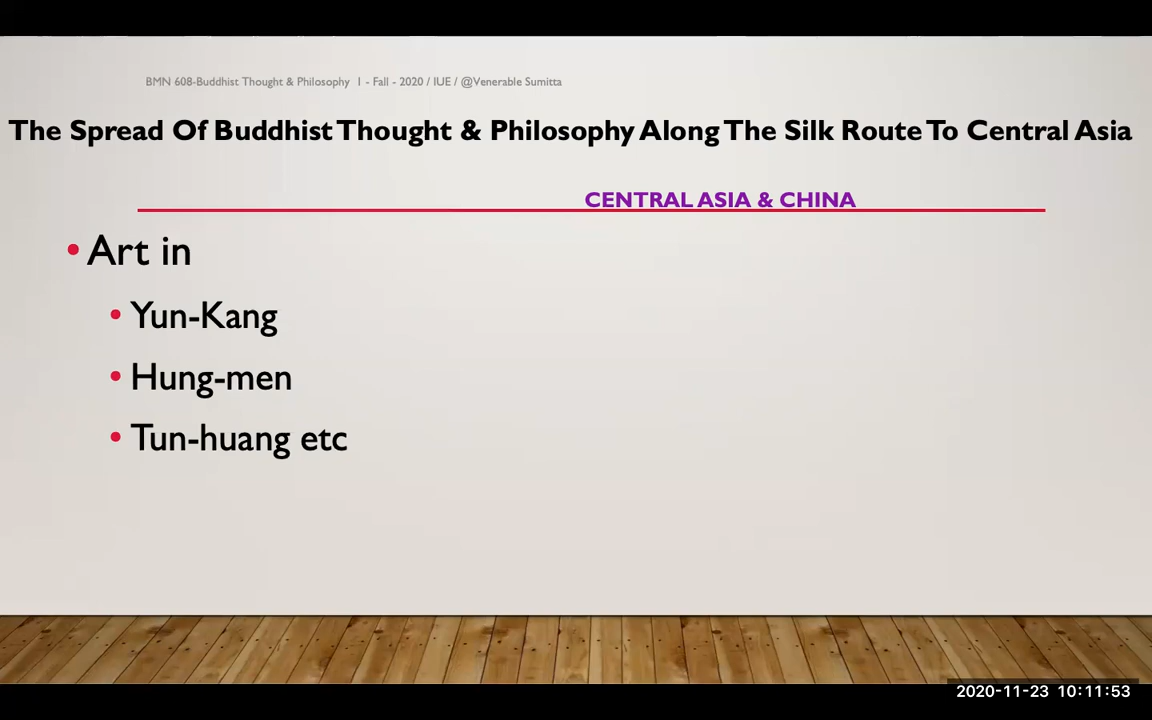 BMN 608-Buddhist Thought & Philosophy 1 - Fall - 2020 / IUE / @Venerable Sumitta
The Spread Of Buddhist Thought & Philosophy Along The Silk Route To Central Asia
CENTRAL ASIA & CHINA
• Art in
• Yun-Kang
• Hung-men
• Tun-huang etc
2020-11-23 10:11:53